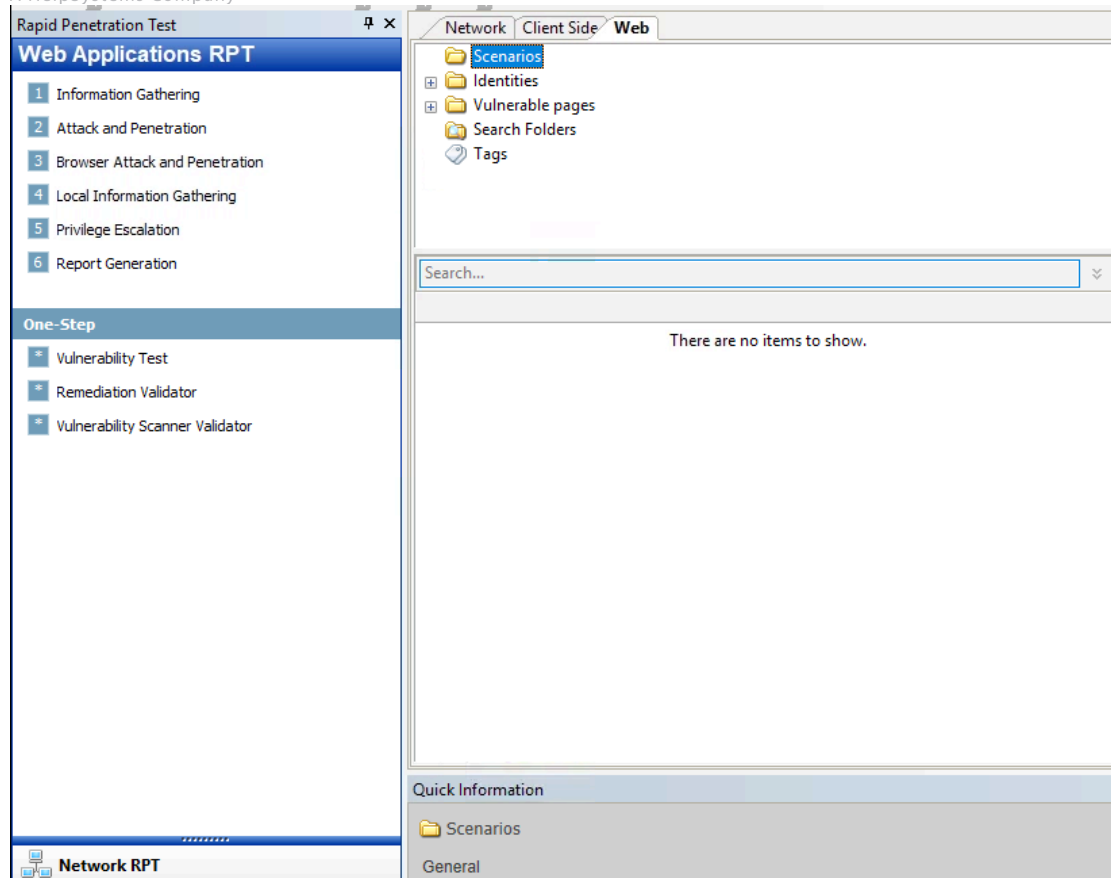 Rapid Penetration Test
Web Applications RPT
1 Information Gathering
2 Attack and Penetration
3 Browser Attack and Penetration
4 Local Information Gathering
5 Privilege Escalation
6 Report Generation
One-Step
* Vulnerability Test
* Remediation Validator
* Vulnerability Scanner Validator
Network RPT
Network Client Side Web
Scenarios
Identities
Vulnerable pages
Search Folders
Tags
Search...
There are no items to show.
Quick Information
Scenarios
General